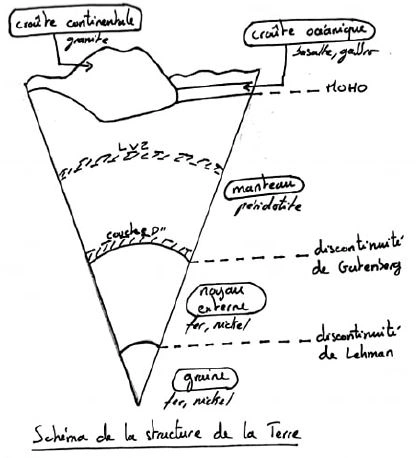 croûte continentale
granite
croûte océanique
basalte, gabbro
MOHO
LVZ
manteau
péridotite
couche D"
discontinuité
de Gutenberg
noyau
externe
fer, nickel
discontinuité
de Lehman
graine
fer, nickel
Schéma de la structure de la Terre